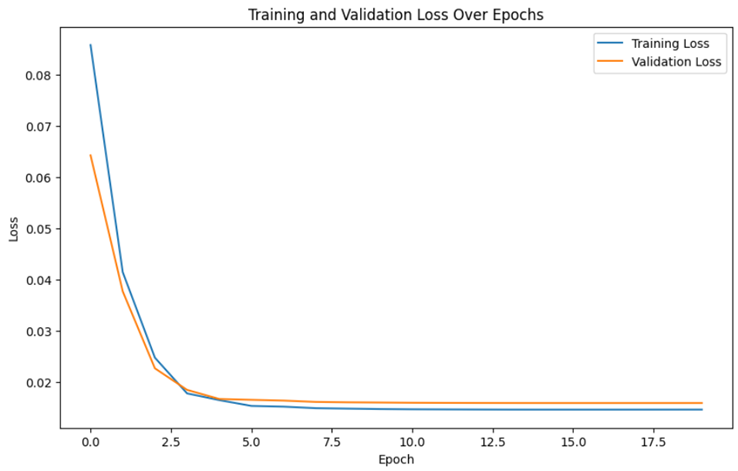 Training and Validation Loss Over Epochs
Training Loss
Validation Loss
Loss
0.08
0.07
0.06
0.05
0.04
0.03
0.02
0.0 2.5 5.0 7.5 10.0 12.5 15.0 17.5
Epoch